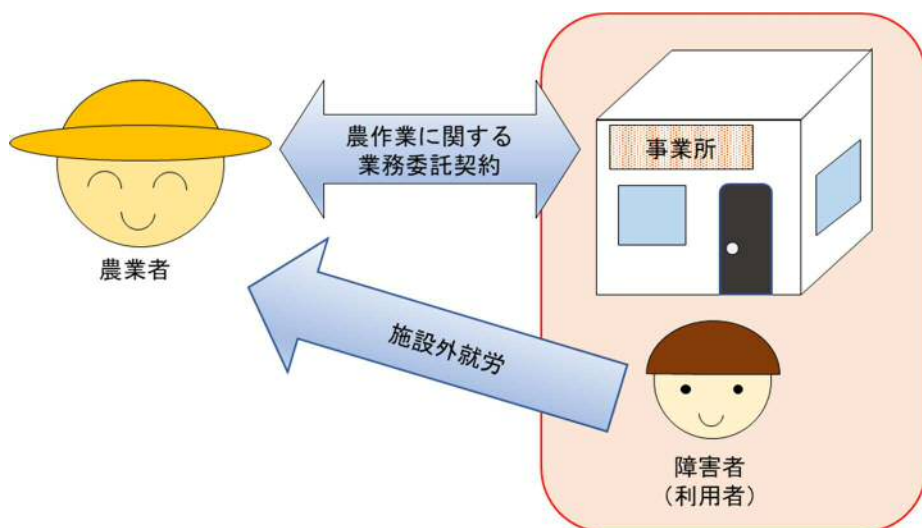 農作業に関する
業務委託契約
事業所
農業者
施設外就労
障害者
（利用者）